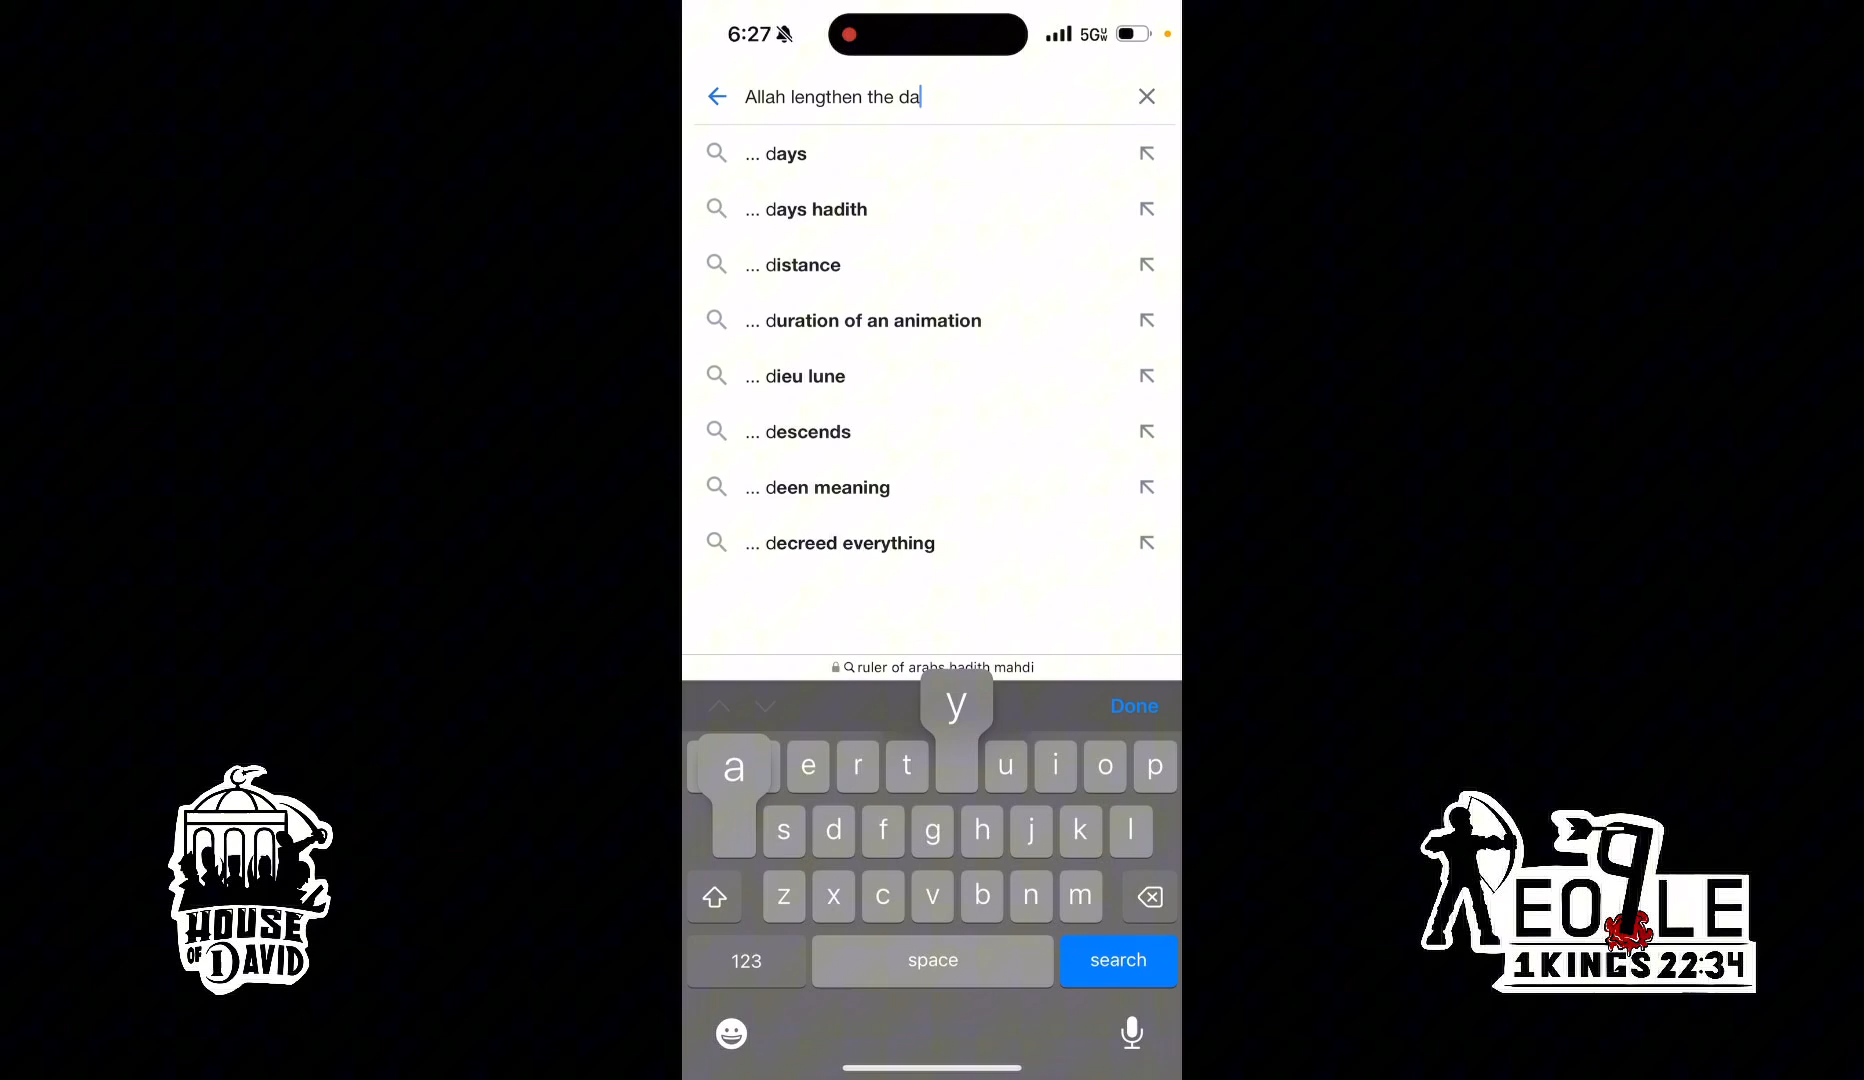 6:27
5G UW
Allah lengthen the da
... days
... days hadith
... distance
... duration of an animation
... dieu lune
... descends
... deen meaning
... decreed everything
ruler of arabs hadith mahdi
y
Done
a e r t u i o p
s d f g h j k l
z x c v b n m
123 space search
HOUSE
OF DAVID
EO LE
1 KINGS 22:34